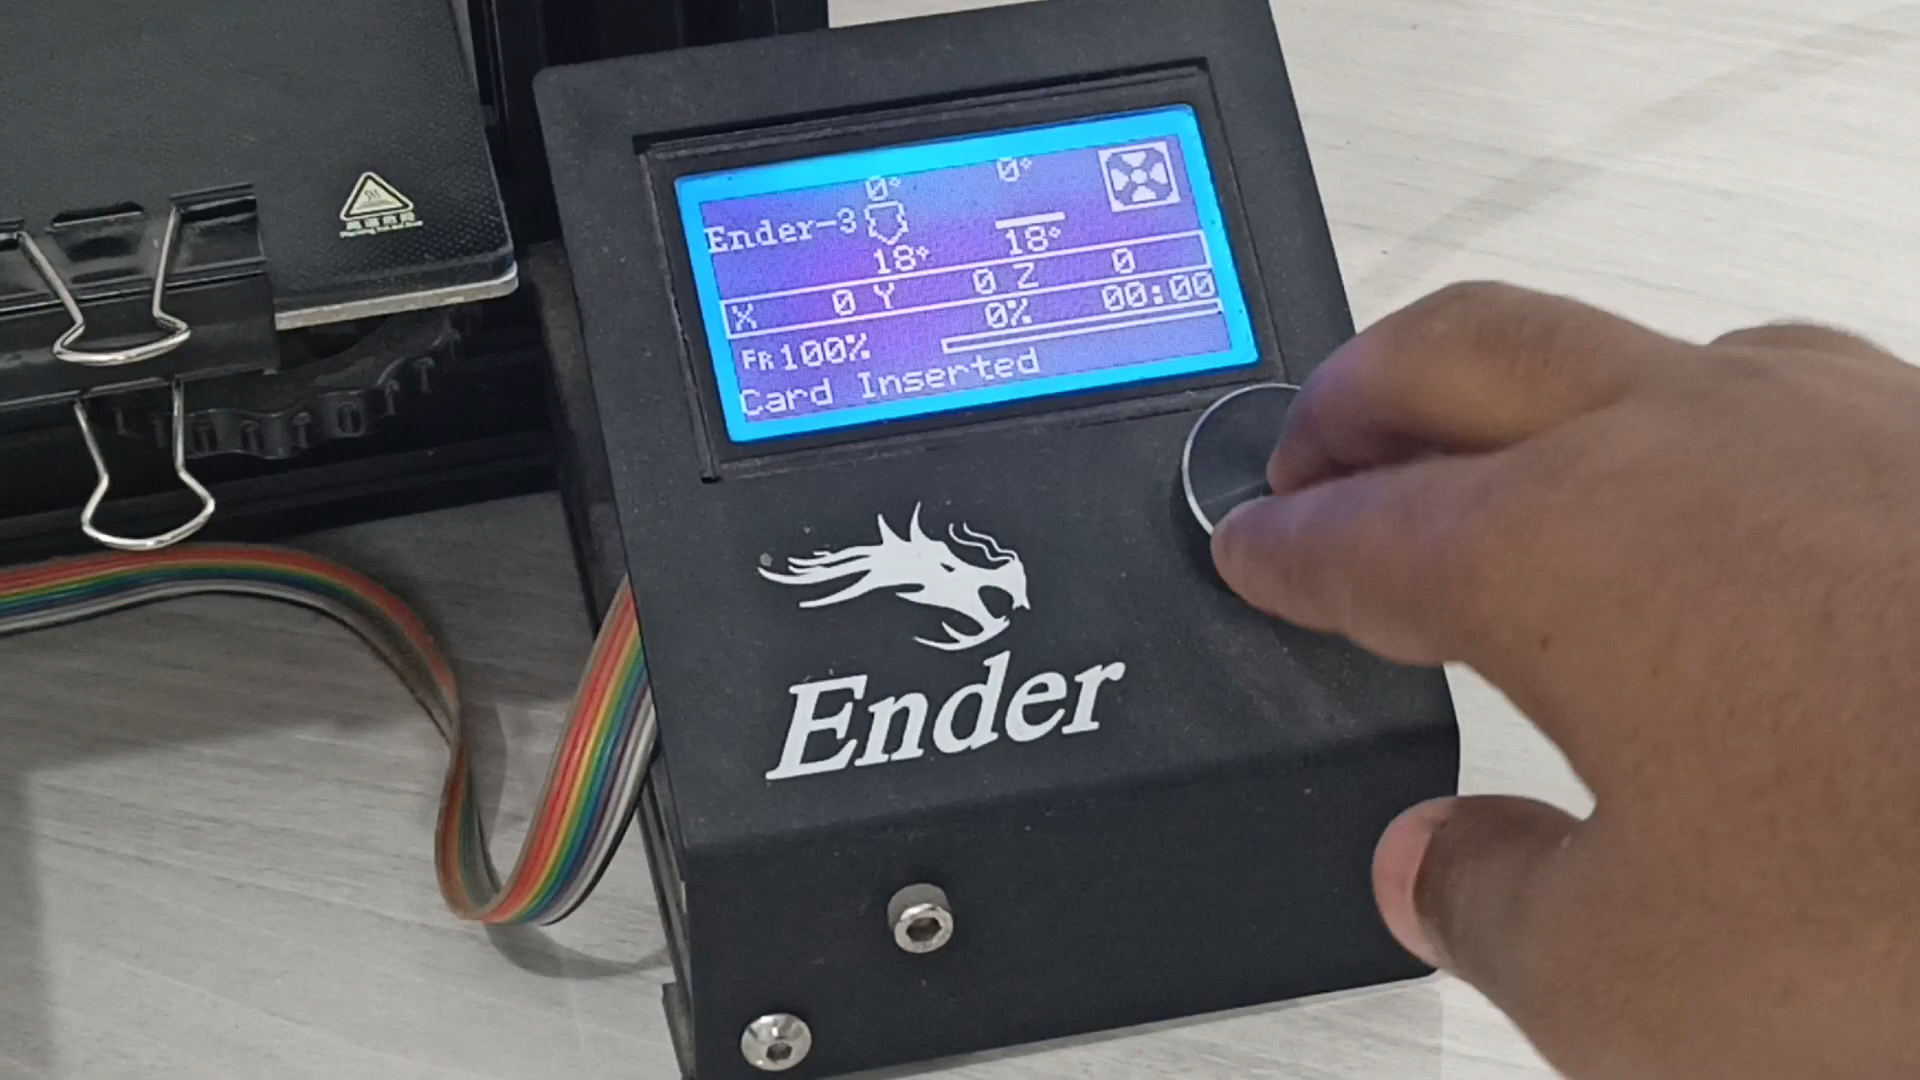 0° 0°
Ender-3
18° 18°
X 0 Y 0 Z 0
FR 100% 0% 00:00
Card Inserted
Ender